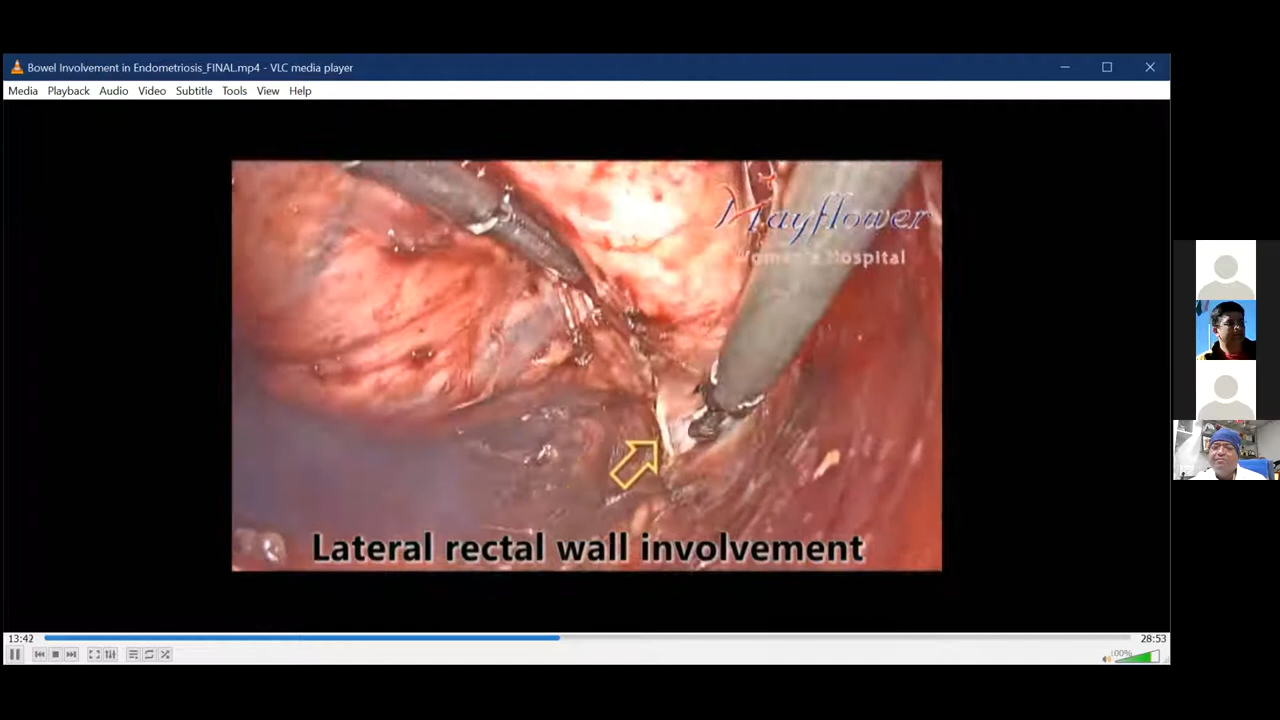 Bowel Involvement in Endometriosis_FINAL.mp4 - VLC media player
Media Playback Audio Video Subtitle Tools View Help
Mayflower
Women's Hospital
Lateral rectal wall involvement
13:42
28:53
100%